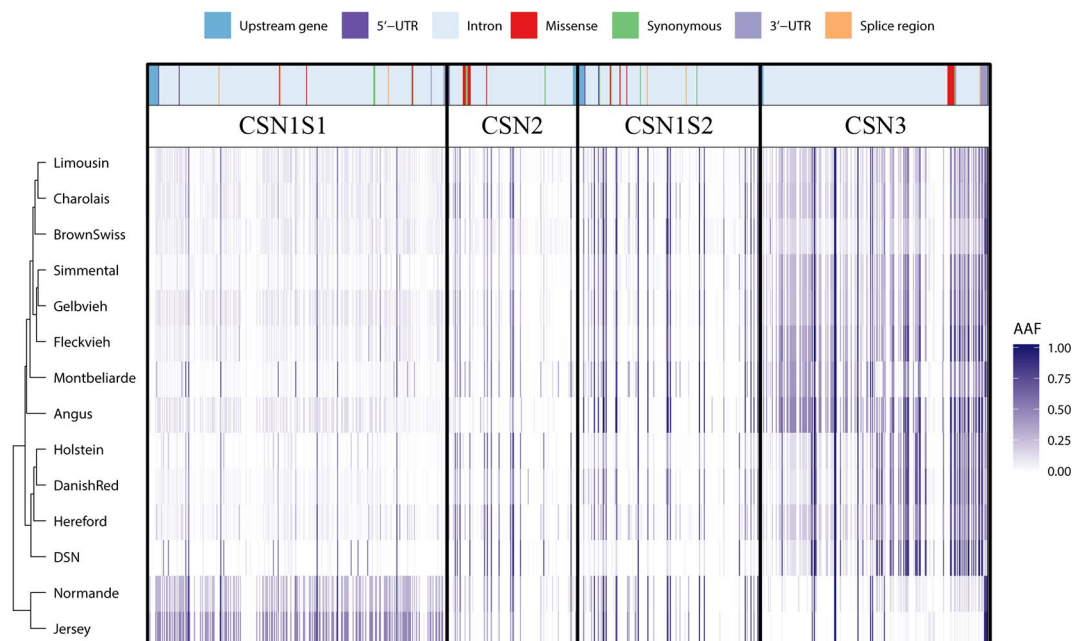 Upstream gene 5′−UTR Intron Missense Synonymous 3′−UTR Splice region
CSN1S1 CSN2 CSN1S2 CSN3
Limousin
Charolais
BrownSwiss
Simmental
Gelbvieh
Fleckvieh
Montbeliarde
Angus
Holstein
DanishRed
Hereford
DSN
Normande
Jersey
AAF
1.00
0.75
0.50
0.25
0.00